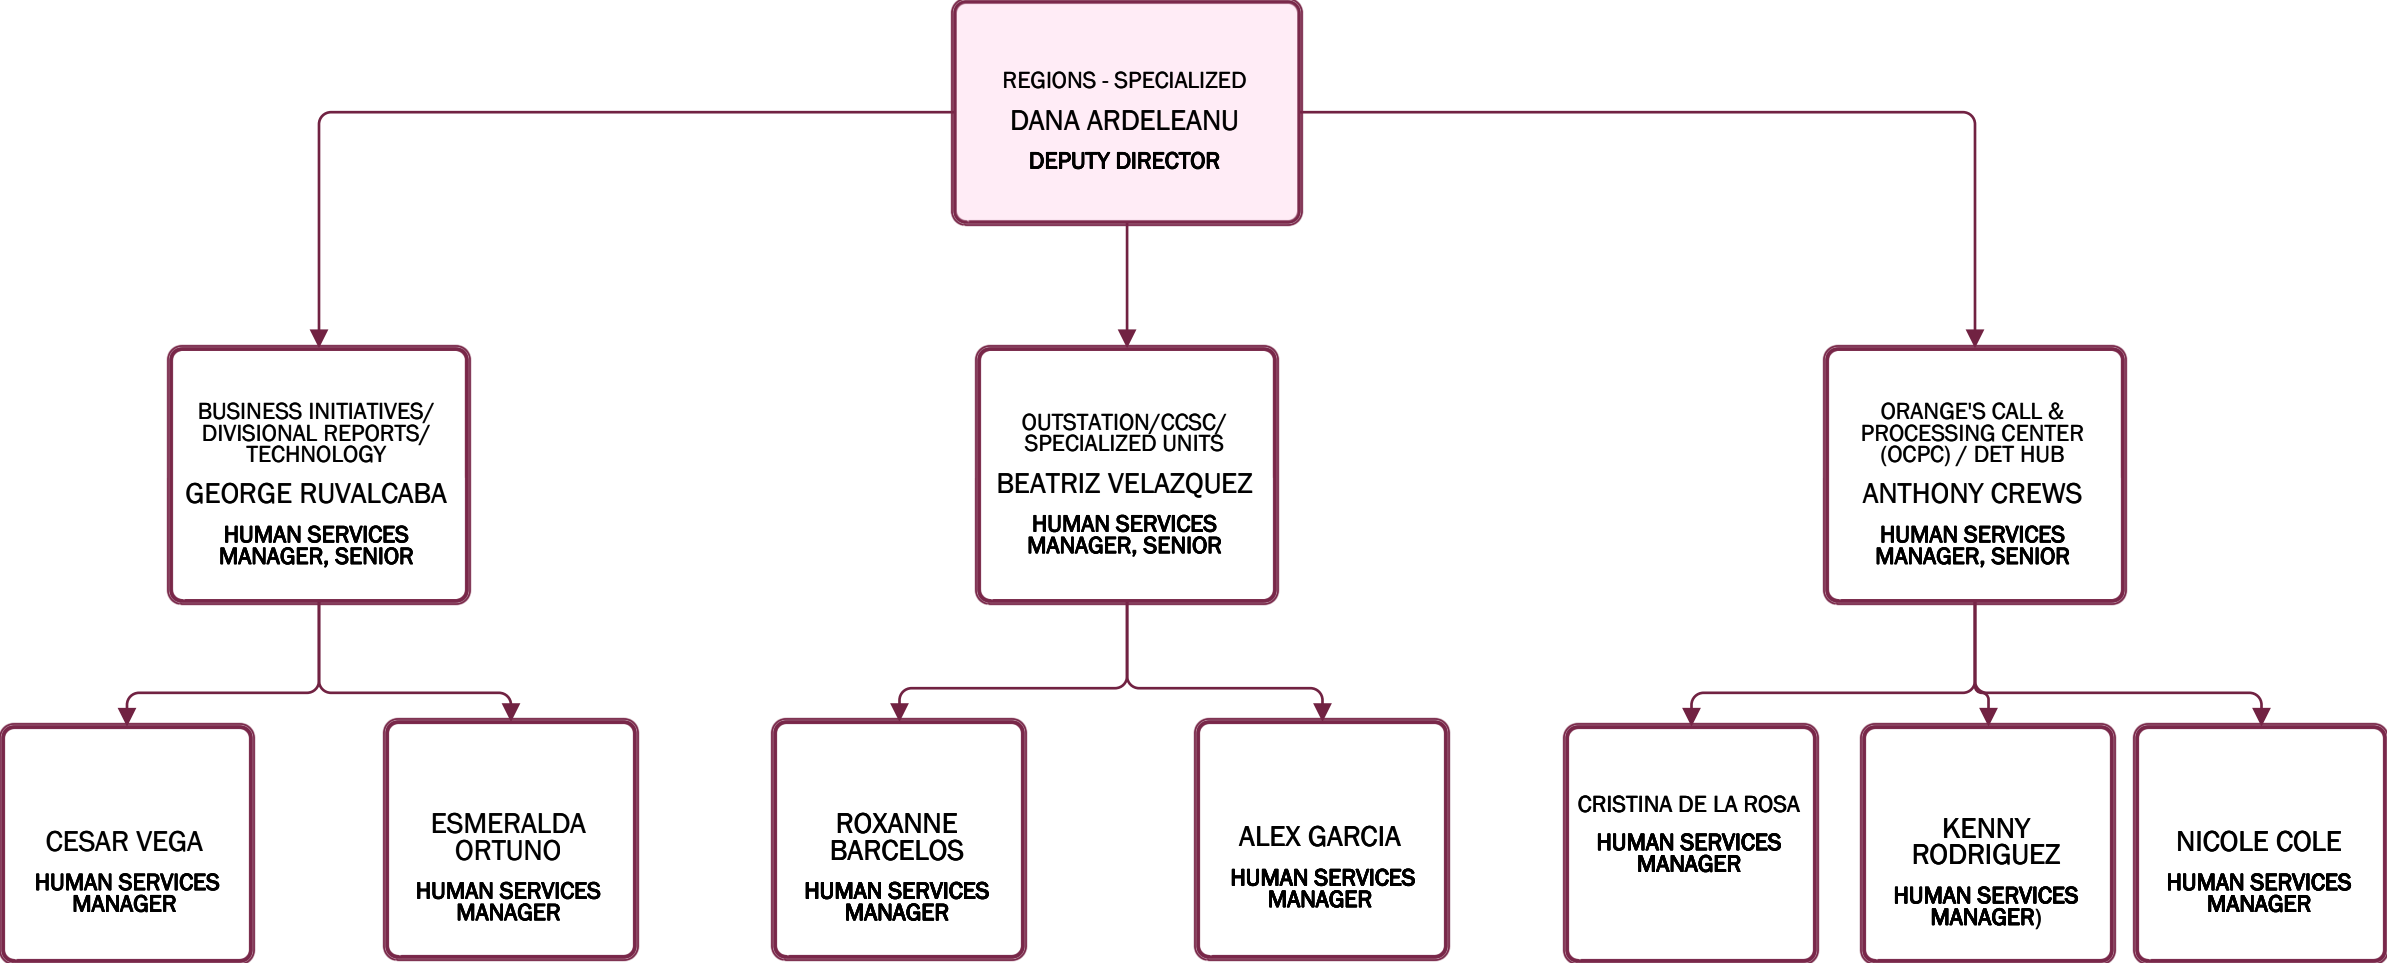 REGIONS - SPECIALIZED
DANA ARDELEANU
DEPUTY DIRECTOR
BUSINESS INITIATIVES/
DIVISIONAL REPORTS/
TECHNOLOGY
GEORGE RUVALCABA
HUMAN SERVICES
MANAGER, SENIOR
OUTSTATION/CCSC/
SPECIALIZED UNITS
BEATRIZ VELAZQUEZ
HUMAN SERVICES
MANAGER, SENIOR
ORANGE'S CALL &
PROCESSING CENTER
(OCPC) / DET HUB
ANTHONY CREWS
HUMAN SERVICES
MANAGER, SENIOR
CESAR VEGA
HUMAN SERVICES
MANAGER
ESMERALDA
ORTUNO
HUMAN SERVICES
MANAGER
ROXANNE
BARCELOS
HUMAN SERVICES
MANAGER
ALEX GARCIA
HUMAN SERVICES
MANAGER
CRISTINA DE LA ROSA
HUMAN SERVICES
MANAGER
KENNY
RODRIGUEZ
HUMAN SERVICES
MANAGER)
NICOLE COLE
HUMAN SERVICES
MANAGER